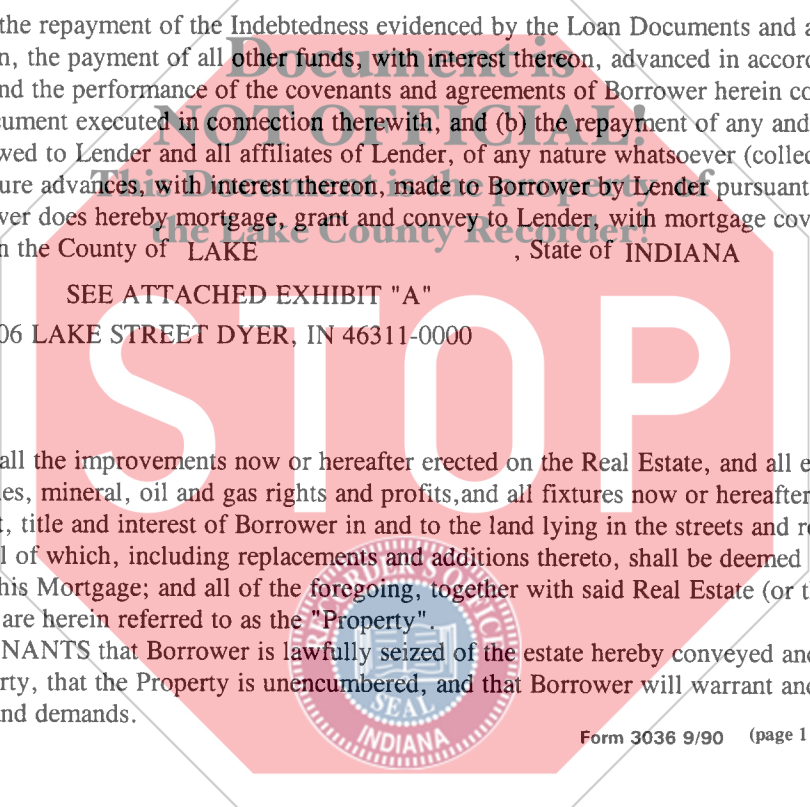 the repayment of the Indebtedness evidenced by the Loan Documents and a
n, the payment of all other funds, with interest thereon, advanced in accor
Document is
nd the performance of the covenants and agreements of Borrower herein co
NOT OFFICIAL!
cument executed in connection therewith, and (b) the repayment of any and
wed to Lender and all affiliates of Lender, of any nature whatsoever (collec
This Document is the property of
ure advances, with interest thereon, made to Borrower by Lender pursuant
ver does hereby mortgage, grant and convey to Lender, with mortgage cov
the Lake County Recorder!
n the County of LAKE , State of INDIANA
SEE ATTACHED EXHIBIT "A"
06 LAKE STREET DYER, IN 46311-0000
STOP
all the improvements now or hereafter erected on the Real Estate, and all e
es, mineral, oil and gas rights and profits,and all fixtures now or hereafter
t, title and interest of Borrower in and to the land lying in the streets and r
l of which, including replacements and additions thereto, shall be deemed
his Mortgage; and all of the foregoing, together with said Real Estate (or t
are herein referred to as the "Property".
NANTS that Borrower is lawfully seized of the estate hereby conveyed and
rty, that the Property is unencumbered, and that Borrower will warrant and
nd demands.
RECORDER'S OFFICE
SEAL
INDIANA
Form 3036 9/90 (page 1